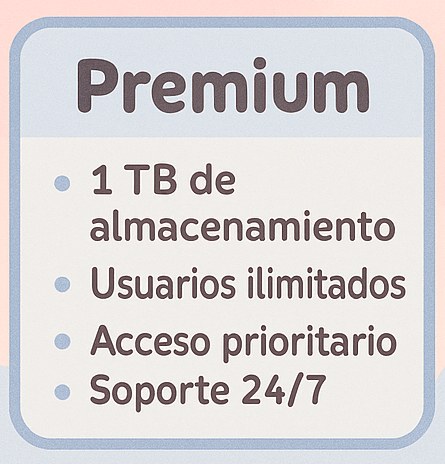 Premium
1 TB de
almacenamiento
Usuarios ilimitados
Acceso prioritario
Soporte 24/7